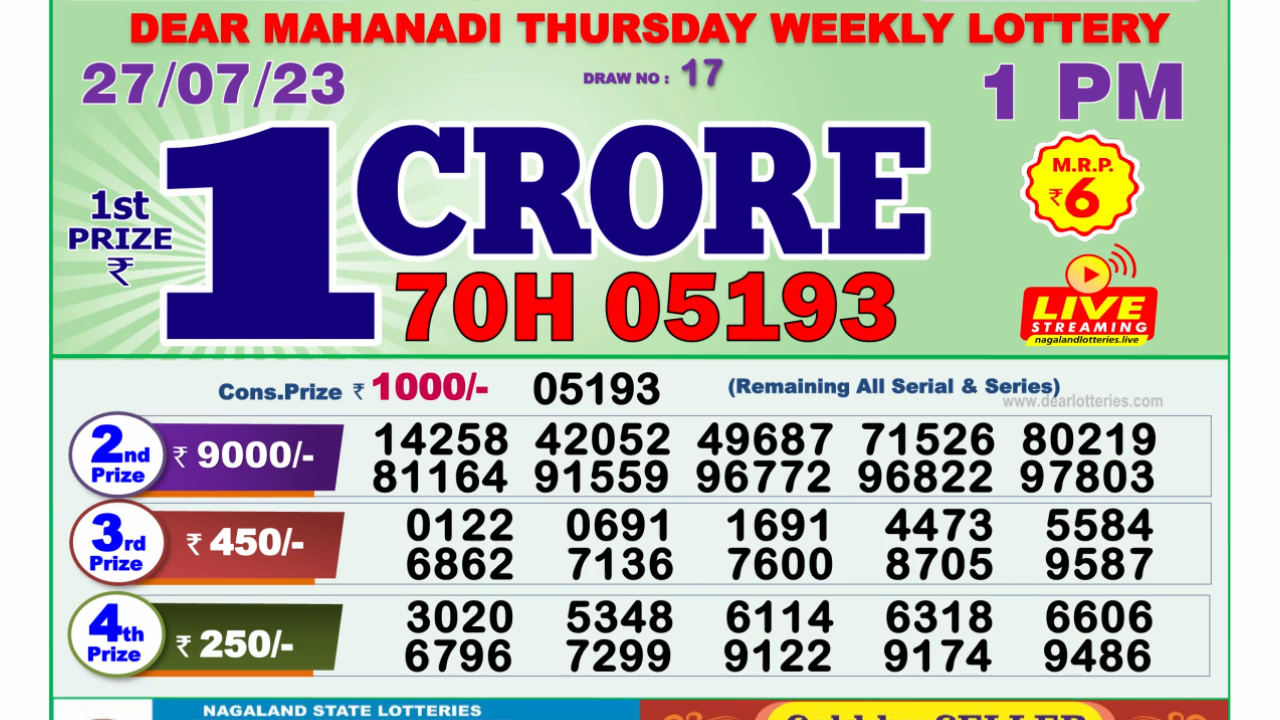 DEAR MAHANADI THURSDAY WEEKLY LOTTERY
27/07/23
DRAW NO : 17
1 PM
1st
PRIZE
₹
1 CRORE
70H 05193
M.R.P.
₹6
LIVE
STREAMING
nagalandlotteries.live
Cons.Prize ₹ 1000/- 05193 (Remaining All Serial & Series)
www.dearlotteries.com
2nd
Prize
₹ 9000/-
14258 42052 49687 71526 80219
81164 91559 96772 96822 97803
3rd
Prize
₹ 450/-
0122 0691 1691 4473 5584
6862 7136 7600 8705 9587
4th
Prize
₹ 250/-
3020 5348 6114 6318 6606
6796 7299 9122 9174 9486
NAGALAND STATE LOTTERIES
SELLER